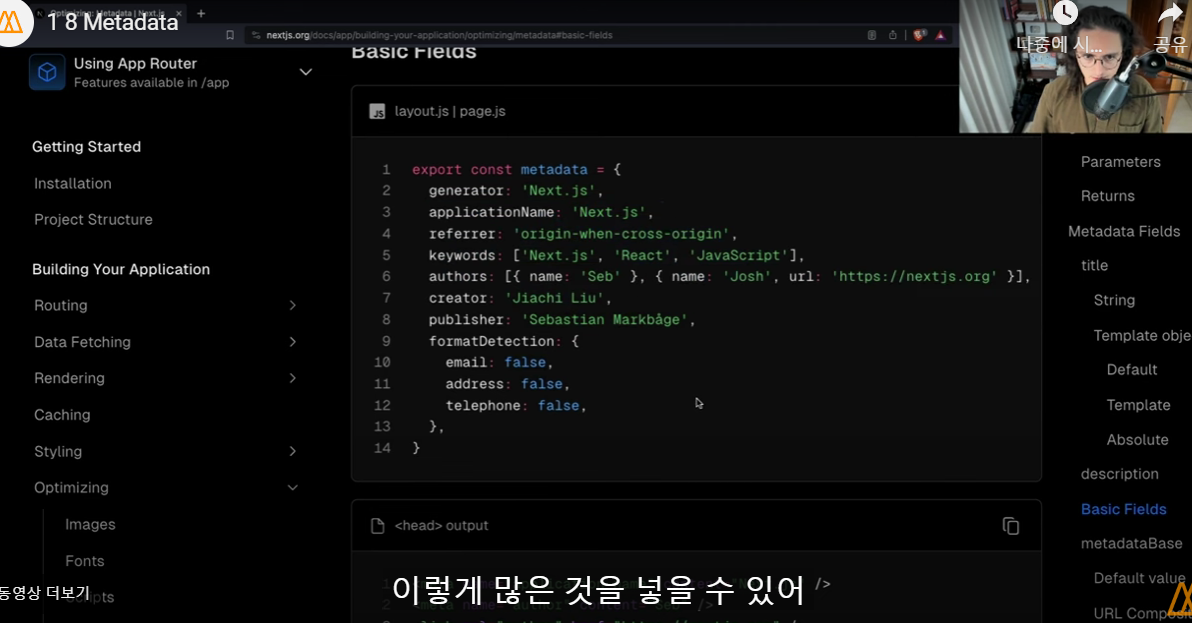 Optimizing: Metadata | Next.js
1 8 Metadata
nextjs.org/docs/app/building-your-application/optimizing/metadata#basic-fields
나중에 시...
공유
Using App Router
Features available in /app
Getting Started
Installation
Project Structure
Building Your Application
Routing
Data Fetching
Rendering
Caching
Styling
Optimizing
Images
Fonts
동영상 더보기
Basic Fields
JS
layout.js | page.js
1 export const metadata = {
2 generator: 'Next.js',
3 applicationName: 'Next.js',
4 referrer: 'origin-when-cross-origin',
5 keywords: ['Next.js', 'React', 'JavaScript'],
6 authors: [{ name: 'Seb' }, { name: 'Josh', url: 'https://nextjs.org' }],
7 creator: 'Jiachi Liu',
8 publisher: 'Sebastian Markbåge',
9 formatDetection: {
10 email: false,
11 address: false,
12 telephone: false,
13 },
14 }
<head> output
이렇게 많은 것을 넣을 수 있어
Parameters
Returns
Metadata Fields
title
String
Template obje
Default
Template
Absolute
description
Basic Fields
metadataBase
Default value
URL Composi